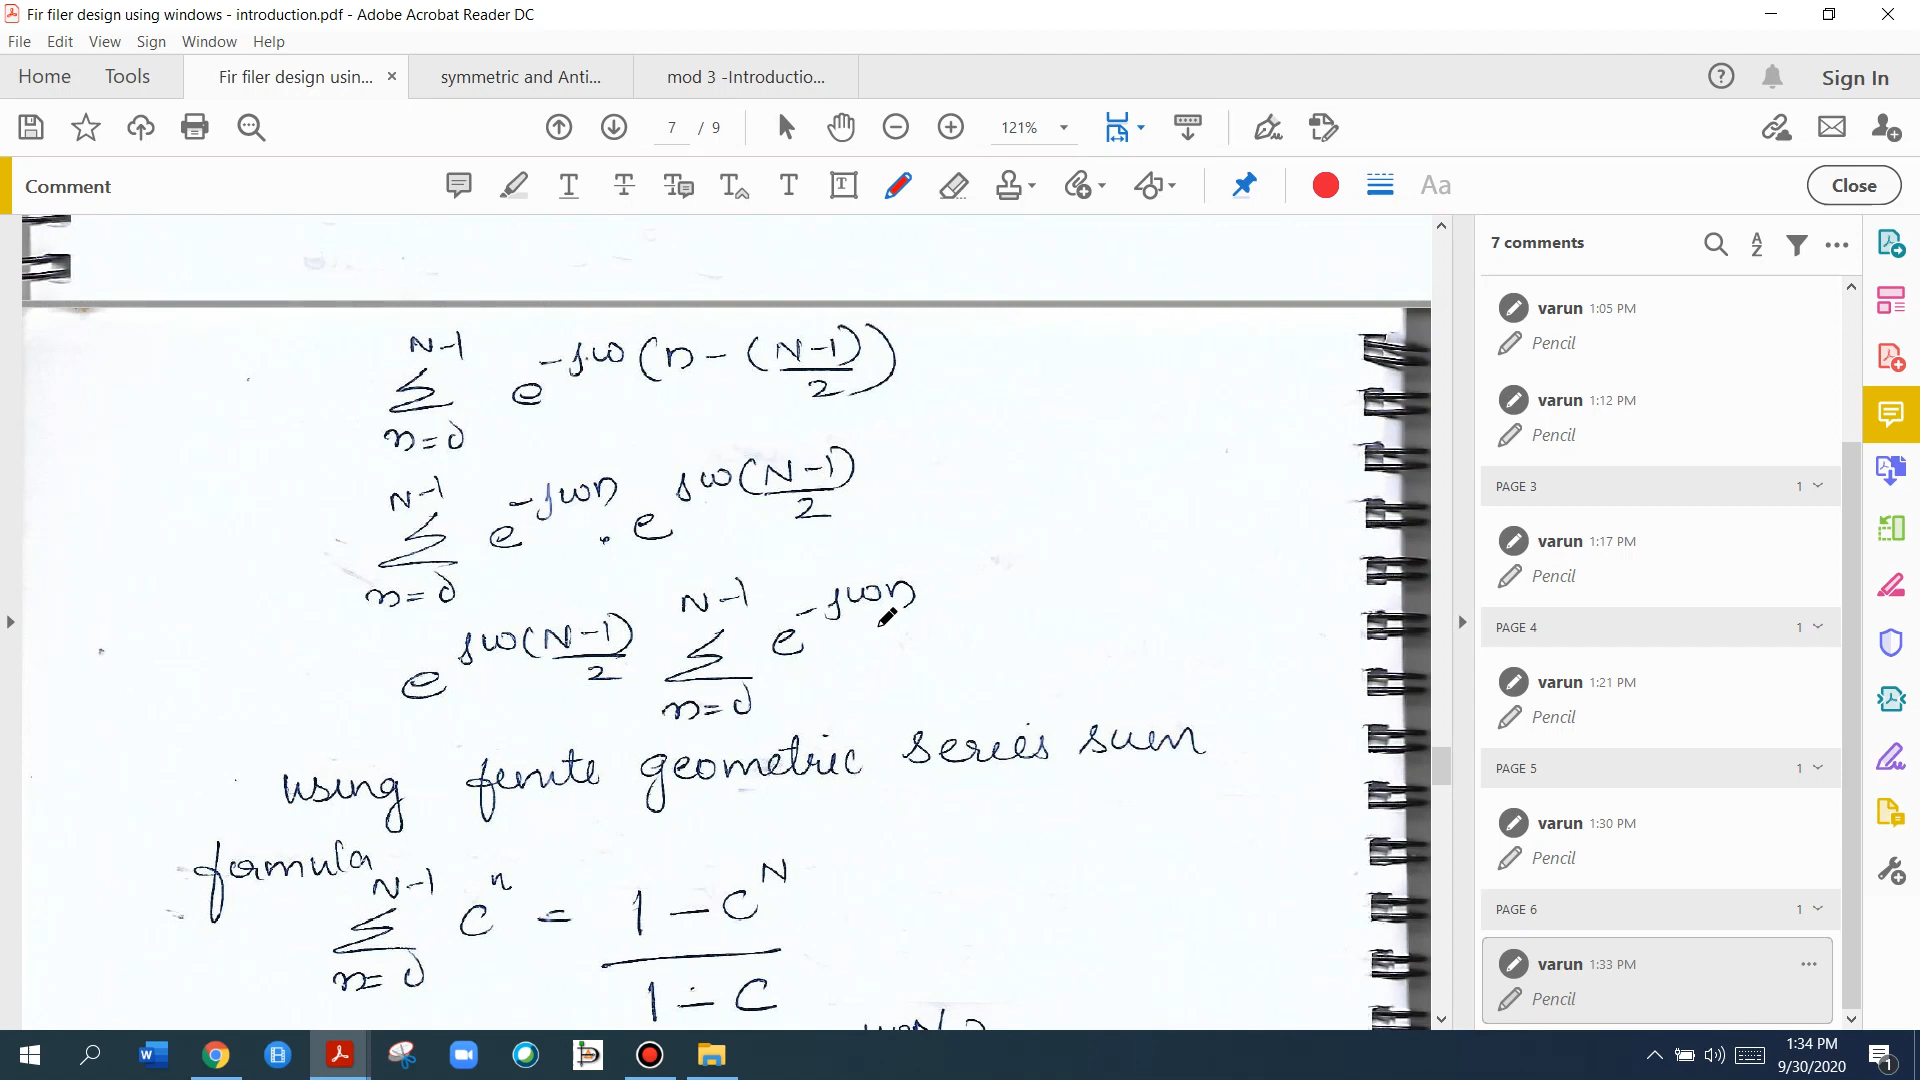 Fir filer design using windows - introduction.pdf - Adobe Acrobat Reader DC
File Edit View Sign Window Help
Home Tools Fir filer design usin... × symmetric and Anti... mod 3 -Introductio... Sign In
7 / 9 121%
Comment Close
7 comments
N-1
Σ e^{-jω(n-(N-1)/2)}
n=0
N-1
Σ e^{-jωn} . e^{jω(N-1)/2}
n=0
e^{jω(N-1)/2} N-1 Σ n=0 e^{-jωn}
using finite geometric series sum
formula
N-1
Σ c^n = 1-c^N / 1-c
n=0
varun 1:05 PM
Pencil
varun 1:12 PM
Pencil
PAGE 3 1
varun 1:17 PM
Pencil
PAGE 4 1
varun 1:21 PM
Pencil
PAGE 5 1
varun 1:30 PM
Pencil
PAGE 6 1
varun 1:33 PM
Pencil
1:34 PM
9/30/2020
1